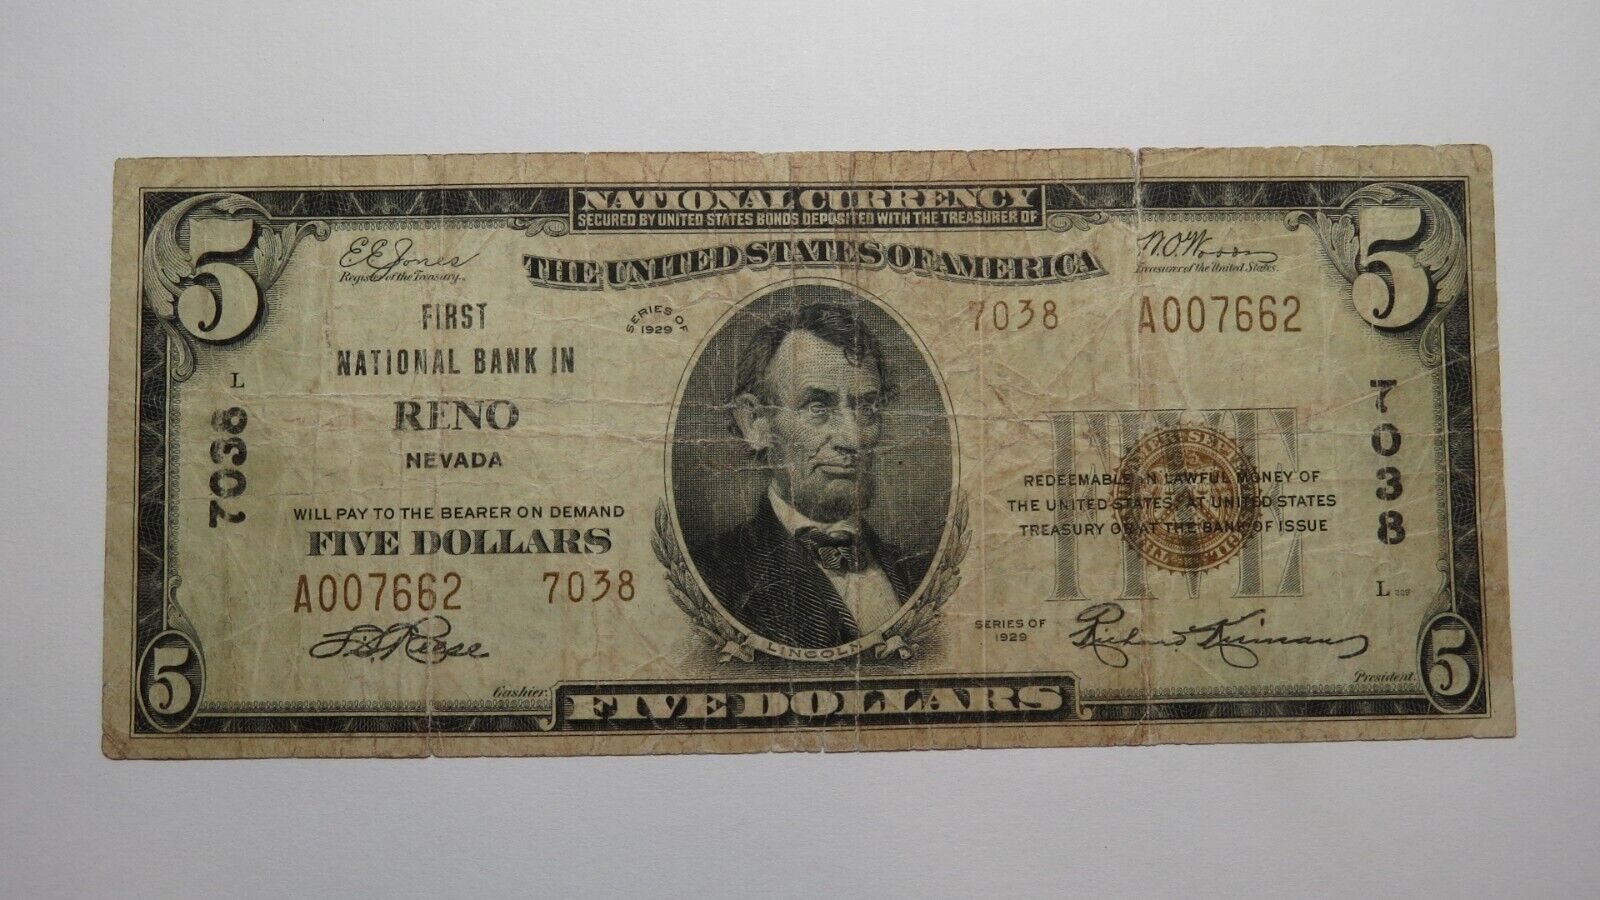 NATIONAL CURRENCY
SECURED BY UNITED STATES BONDS DEPOSITED WITH THE TREASURER OF
THE UNITED STATES OF AMERICA
5
5
E E Jones
Register of the Treasury.
W.O. Woods
Treasurer of the United States.
FIRST
NATIONAL BANK IN
RENO
NEVADA
SERIES OF
1929
7038 A007662
L
7038
7038
WILL PAY TO THE BEARER ON DEMAND
FIVE DOLLARS
A007662 7038
Cashier.
LINCOLN
FIVE
REDEEMABLE IN LAWFUL MONEY OF
THE UNITED STATES, AT UNITED STATES
TREASURY OR AT THE BANK OF ISSUE
L
SERIES OF
1929
President.
5
FIVE DOLLARS
5